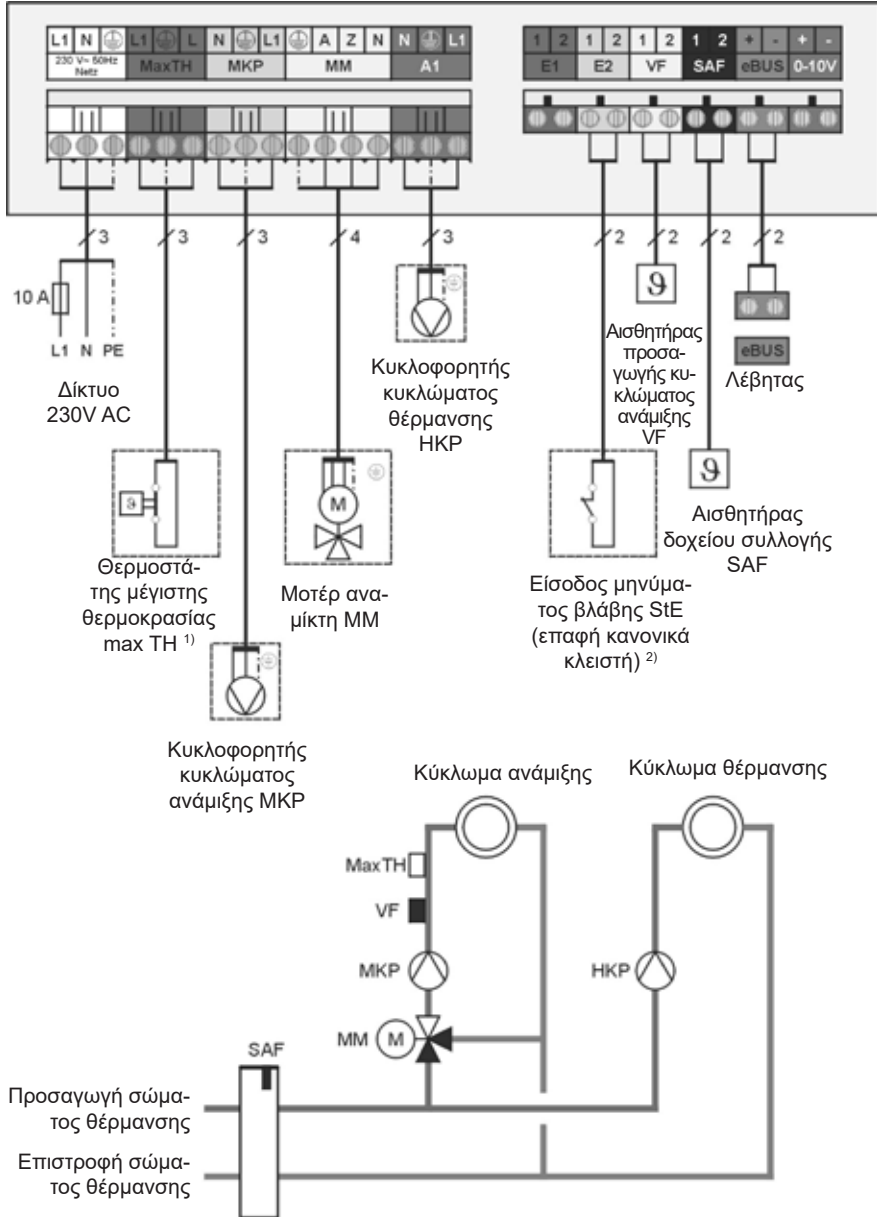 L1 N L1 L N L1 A Z N N L1 1 2 1 2 1 2 1 2 + - + -
230 V~ 50Hz
Netz MaxTH MKP MM A1 E1 E2 VF SAF eBUS 0-10V
3 3 3 4 3 2 2 2 2
10 A
L1 N PE
Δίκτυο
230V AC
Κυκλοφορητής
κυκλώματος
θέρμανσης
HKP
ϑ
Αισθητήρας
προσα-
γωγής κυ-
κλώματος
ανάμιξης
VF
eBUS
Λέβητας
ϑ
Θερμοστά-
της μέγιστης
θερμοκρασίας
max TH 1)
M
Μοτέρ ανα-
μίκτη MM
Είσοδος μηνύμα-
τος βλάβης StE
(επαφή κανονικά
κλειστή) 2)
ϑ
Αισθητήρας
δοχείου συλλογής
SAF
Κυκλοφορητής
κυκλώματος
ανάμιξης MKP
Κύκλωμα ανάμιξης
Κύκλωμα θέρμανσης
MaxTH
VF
MKP
HKP
MM M
SAF
Προσαγωγή σώμα-
τος θέρμανσης
Επιστροφή σώμα-
τος θέρμανσης